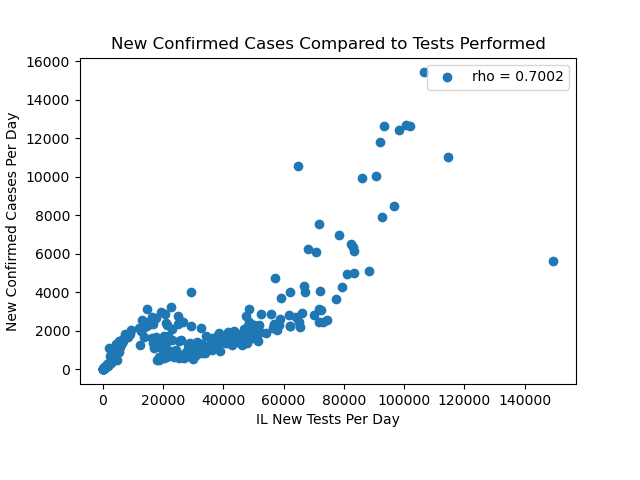 New Confirmed Cases Compared to Tests Performed
rho = 0.7002
New Confirmed Caeses Per Day
16000
14000
12000
10000
8000
6000
4000
2000
0
0 20000 40000 60000 80000 100000 120000 140000
IL New Tests Per Day